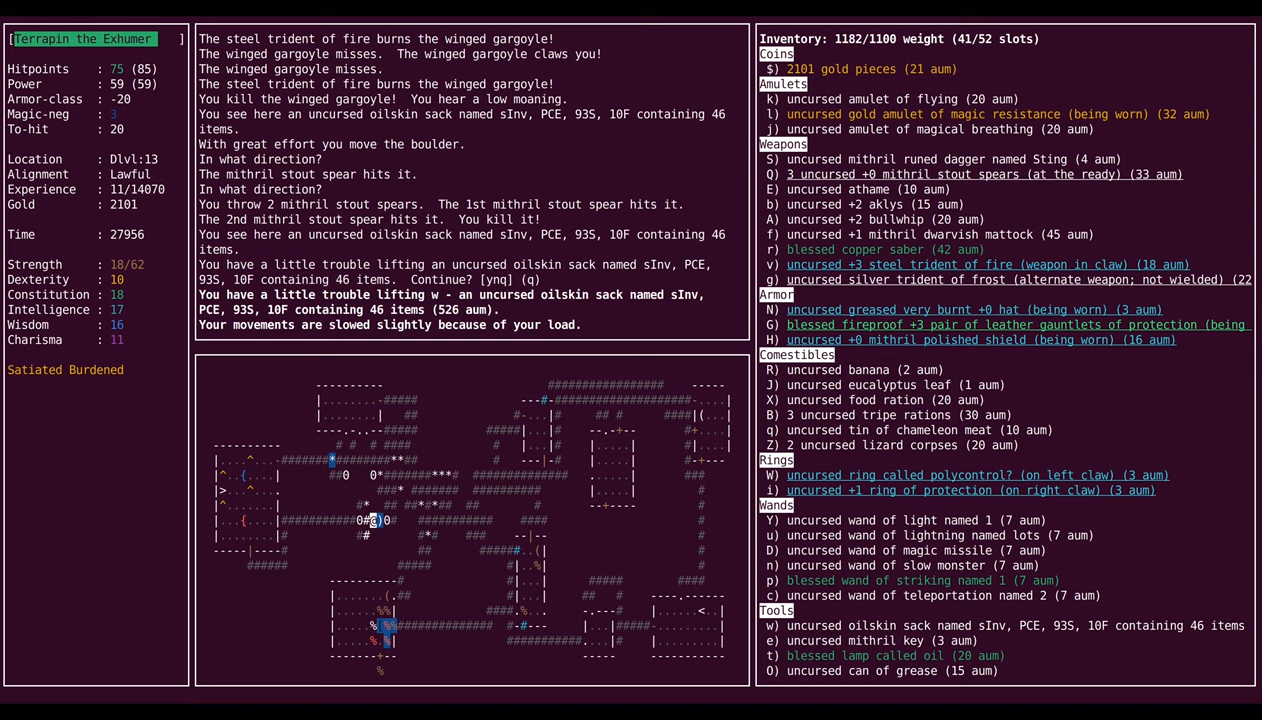 [Terrapin the Exhumer ]
Hitpoints : 75 (85)
Power : 59 (59)
Armor-class : -20
Magic-neg : 3
To-hit : 20
Location : Dlvl:13
Alignment : Lawful
Experience : 11/14070
Gold : 2101
Time : 27956
Strength : 18/62
Dexterity : 10
Constitution : 18
Intelligence : 17
Wisdom : 16
Charisma : 11
Satiated Burdened
The steel trident of fire burns the winged gargoyle!
The winged gargoyle misses.  The winged gargoyle claws you!
The winged gargoyle misses.
The steel trident of fire burns the winged gargoyle!
You kill the winged gargoyle!  You hear a low moaning.
You see here an uncursed oilskin sack named sInv, PCE, 93S, 10F containing 46
items.
With great effort you move the boulder.
In what direction?
The mithril stout spear hits it.
In what direction?
You throw 2 mithril stout spears.  The 1st mithril stout spear hits it.
The 2nd mithril stout spear hits it.  You kill it!
You see here an uncursed oilskin sack named sInv, PCE, 93S, 10F containing 46
items.
You have a little trouble lifting an uncursed oilskin sack named sInv, PCE,
93S, 10F containing 46 items.  Continue? [ynq] (q)
You have a little trouble lifting w - an uncursed oilskin sack named sInv,
PCE, 93S, 10F containing 46 items (526 aum).
Your movements are slowed slightly because of your load.
Inventory: 1182/1100 weight (41/52 slots)
Coins
$) 2101 gold pieces (21 aum)
Amulets
k) uncursed amulet of flying (20 aum)
l) uncursed gold amulet of magic resistance (being worn) (32 aum)
j) uncursed amulet of magical breathing (20 aum)
Weapons
S) uncursed mithril runed dagger named Sting (4 aum)
Q) 3 uncursed +0 mithril stout spears (at the ready) (33 aum)
E) uncursed athame (10 aum)
b) uncursed +2 aklys (15 aum)
A) uncursed +2 bullwhip (20 aum)
f) uncursed +1 mithril dwarvish mattock (45 aum)
r) blessed copper saber (42 aum)
v) uncursed +3 steel trident of fire (weapon in claw) (18 aum)
g) uncursed silver trident of frost (alternate weapon; not wielded) (22
Armor
N) uncursed greased very burnt +0 hat (being worn) (3 aum)
G) blessed fireproof +3 pair of leather gauntlets of protection (being
H) uncursed +0 mithril polished shield (being worn) (16 aum)
Comestibles
R) uncursed banana (2 aum)
J) uncursed eucalyptus leaf (1 aum)
X) uncursed food ration (20 aum)
B) 3 uncursed tripe rations (30 aum)
q) uncursed tin of chameleon meat (10 aum)
Z) 2 uncursed lizard corpses (20 aum)
Rings
W) uncursed ring called polycontrol? (on left claw) (3 aum)
i) uncursed +1 ring of protection (on right claw) (3 aum)
Wands
Y) uncursed wand of light named 1 (7 aum)
u) uncursed wand of lightning named lots (7 aum)
D) uncursed wand of magic missile (7 aum)
n) uncursed wand of slow monster (7 aum)
p) blessed wand of striking named 1 (7 aum)
c) uncursed wand of teleportation named 2 (7 aum)
Tools
w) uncursed oilskin sack named sInv, PCE, 93S, 10F containing 46 items
e) uncursed mithril key (3 aum)
t) blessed lamp called oil (20 aum)
O) uncursed can of grease (15 aum)